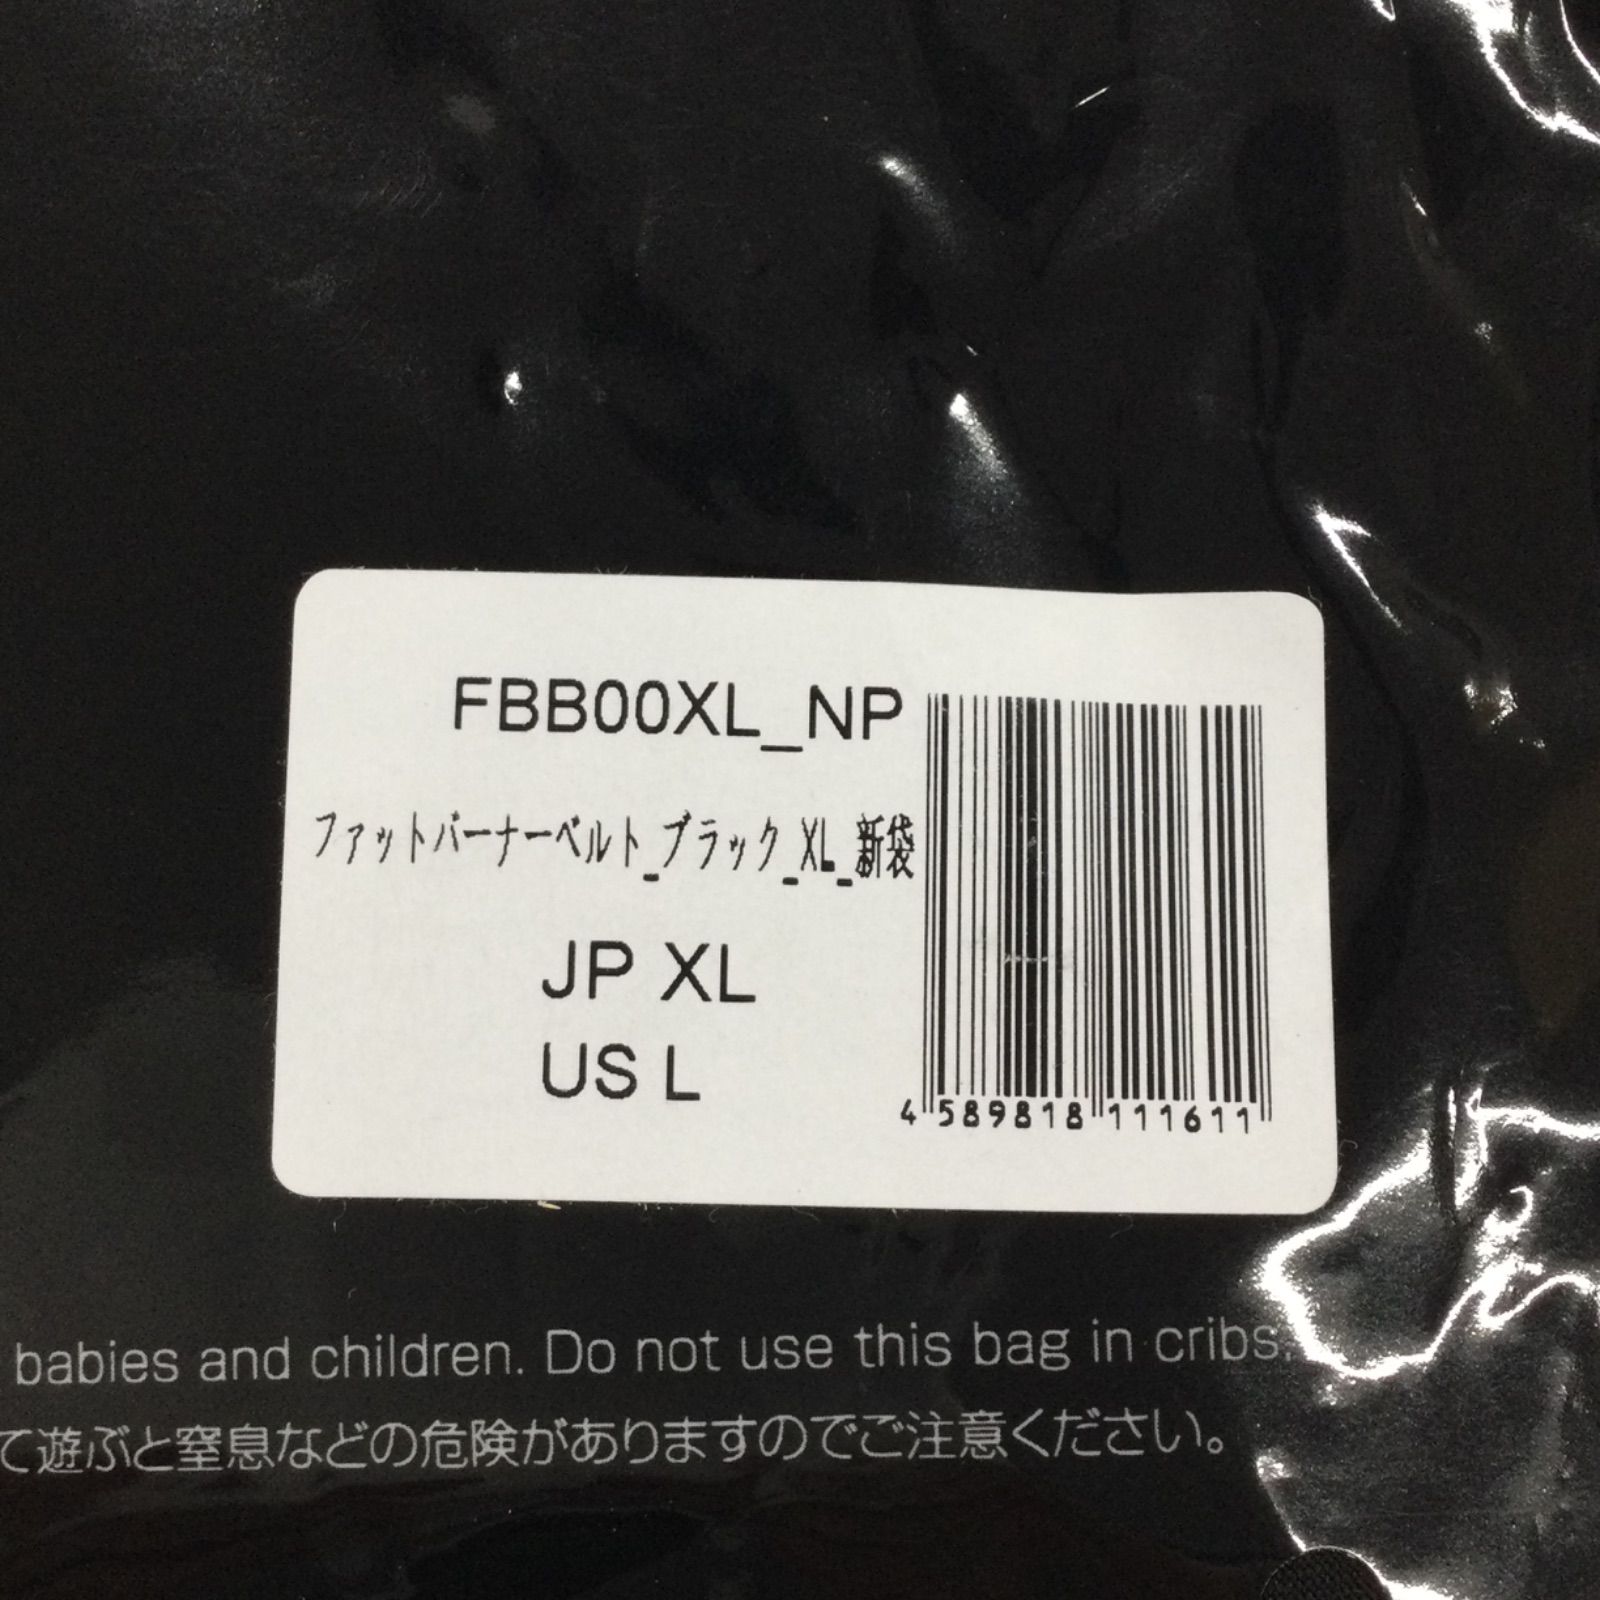 FBB00XL_NP
ファットバーナーベルト_ブラック_XL_新袋
JP XL
US L
4 589818 111611
babies and children. Do not use this bag in cribs,
て遊ぶと窒息などの危険がありますのでご注意ください。